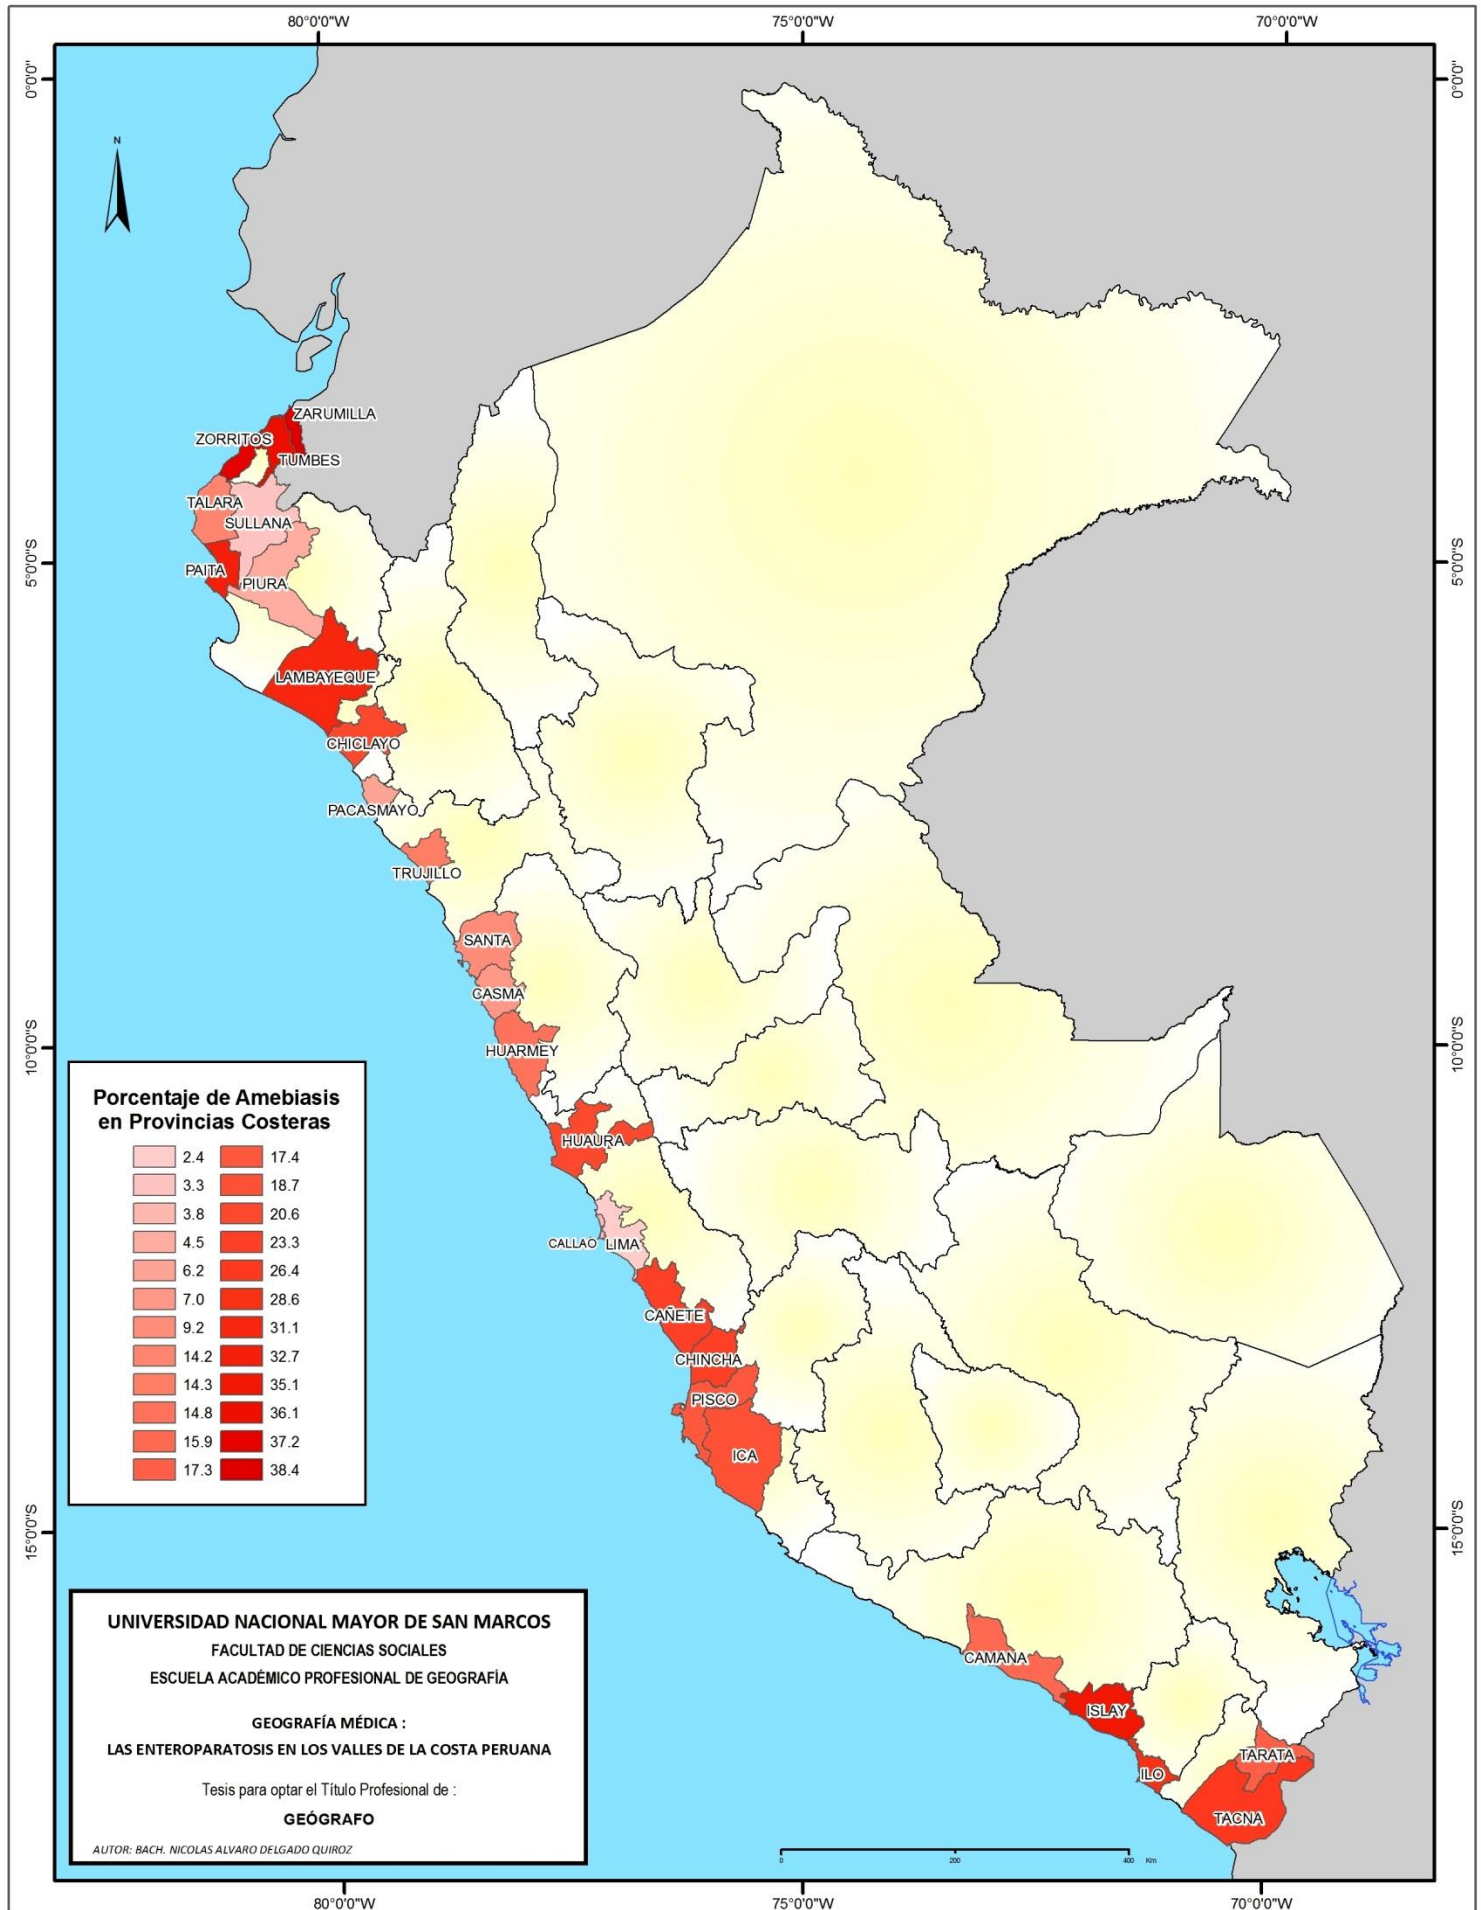 80°0'0"W
75°0'0"W
70°0'0"W
0°0'0"
0°0'0"
N
ZARUMILLA
ZORRITOS
TUMBES
TALARA
SULLANA
5°0'0"S
5°0'0"S
PAITA
PIURA
LAMBAYEQUE
CHICLAYO
PACASMAYO
TRUJILLO
SANTA
CASMA
10°0'0"S
10°0'0"S
HUARMEY
HUAURA
CALLAO
LIMA
CAÑETE
CHINCHA
PISCO
ICA
Porcentaje de Amebiasis
en Provincias Costeras
2.4 17.4
3.3 18.7
3.8 20.6
4.5 23.3
6.2 26.4
7.0 28.6
9.2 31.1
14.2 32.7
14.3 35.1
14.8 36.1
15.9 37.2
17.3 38.4
15°0'0"S
15°0'0"S
CAMANA
ISLAY
ILO
TARATA
TACNA
UNIVERSIDAD NACIONAL MAYOR DE SAN MARCOS
FACULTAD DE CIENCIAS SOCIALES
ESCUELA ACADÉMICO PROFESIONAL DE GEOGRAFÍA
GEOGRAFÍA MÉDICA :
LAS ENTEROPARATOSIS EN LOS VALLES DE LA COSTA PERUANA
Tesis para optar el Título Profesional de :
GEÓGRAFO
AUTOR: BACH. NICOLAS ALVARO DELGADO QUIROZ
0 200 400 Km
80°0'0"W
75°0'0"W
70°0'0"W